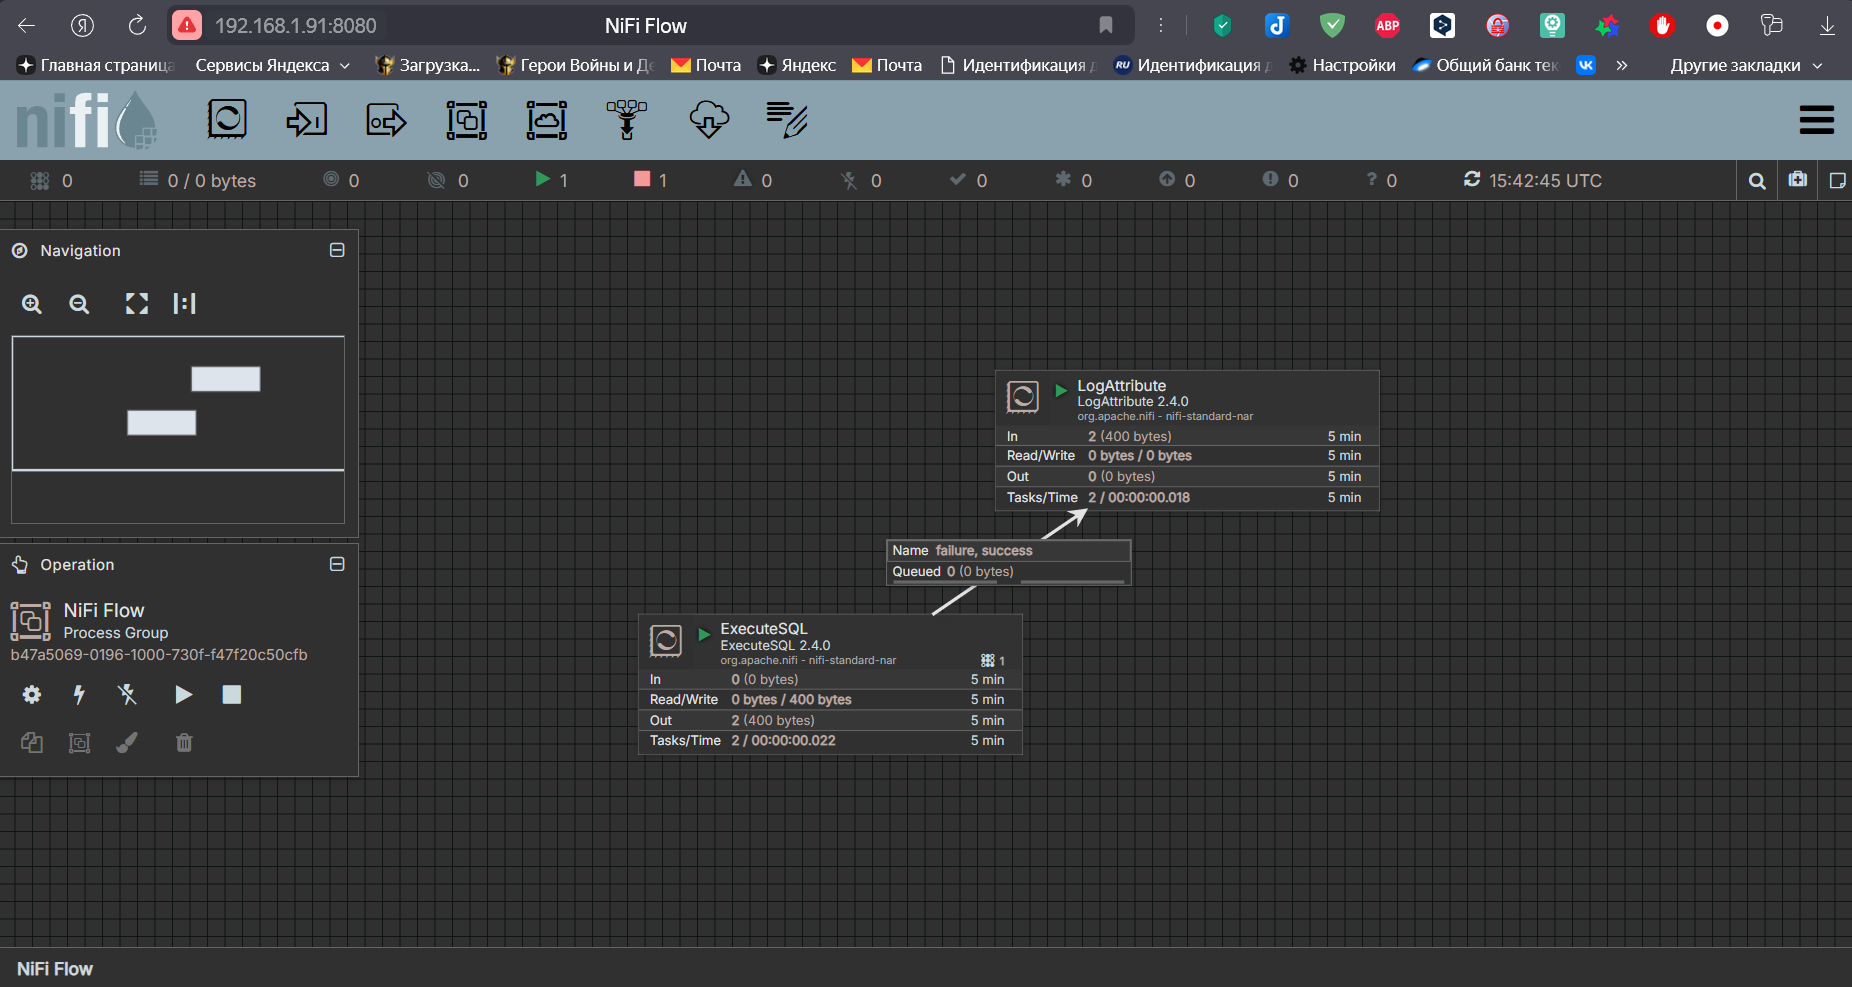 Я 192.168.1.91:8080 NiFi Flow ABP
Главная страница Сервисы Яндекса Загрузка... Герои Войны и Де Почта Яндекс Почта Идентификация д RU Идентификация д Настройки Общий банк тек VK » Другие закладки
nifi
0 0 / 0 bytes 0 0 1 1 0 0 0 0 0 0 ? 0 15:42:45 UTC
Navigation
Operation
NiFi Flow
Process Group
b47a5069-0196-1000-730f-f47f20c50cfb
LogAttribute
LogAttribute 2.4.0
org.apache.nifi - nifi-standard-nar
In 2 (400 bytes) 5 min
Read/Write 0 bytes / 0 bytes 5 min
Out 0 (0 bytes) 5 min
Tasks/Time 2 / 00:00:00.018 5 min
Name failure, success
Queued 0 (0 bytes)
ExecuteSQL
ExecuteSQL 2.4.0
org.apache.nifi - nifi-standard-nar 1
In 0 (0 bytes) 5 min
Read/Write 0 bytes / 400 bytes 5 min
Out 2 (400 bytes) 5 min
Tasks/Time 2 / 00:00:00.022 5 min
NiFi Flow